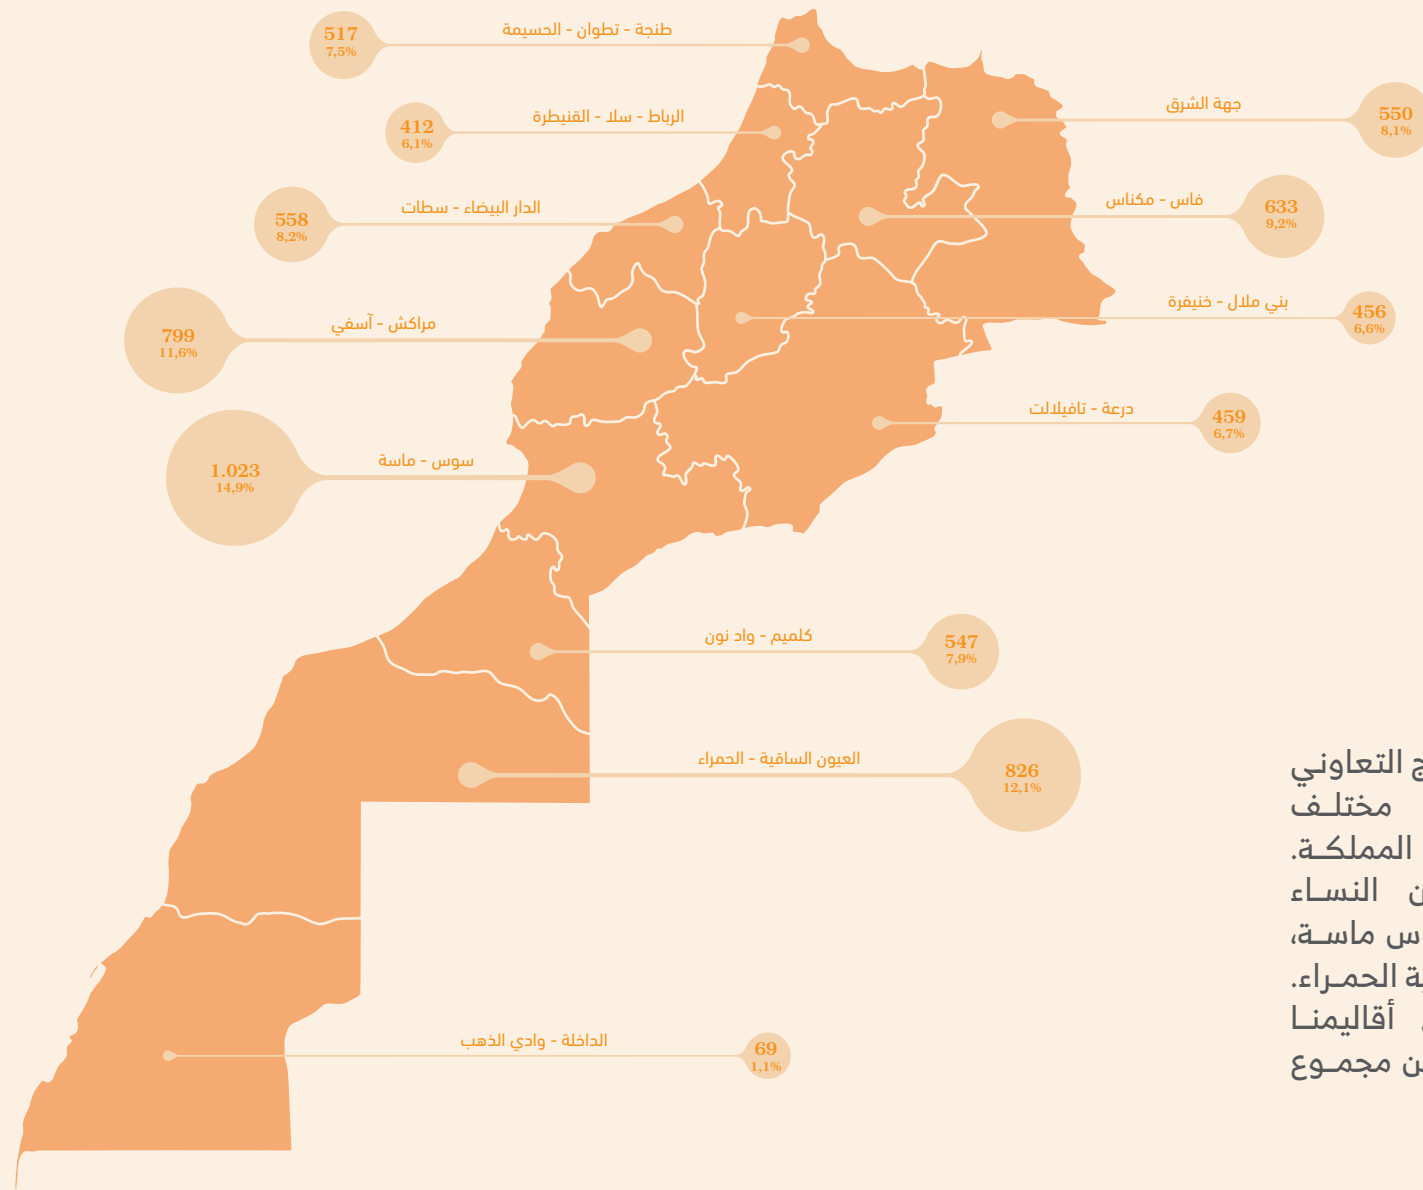 طنجة - تطوان - الحسيمة
517
7,5%
جهة الشرق
550
8,1%
الرباط - سلا - القنيطرة
412
6,1%
فاس - مكناس
633
9,2%
الدار البيضاء - سطات
558
8,2%
بني ملال - خنيفرة
456
6,6%
مراكش - آسفي
799
11,6%
درعة - تافيلالت
459
6,7%
سوس - ماسة
1.023
14,9%
كلميم - واد نون
547
7,9%
العيون الساقية - الحمراء
826
12,1%
الداخلة - وادي الذهب
69
1,1%
التعاوني
مختلف
المملكة.
النساء
ماسة،
الحمراء.
أقاليمنا
مجموع